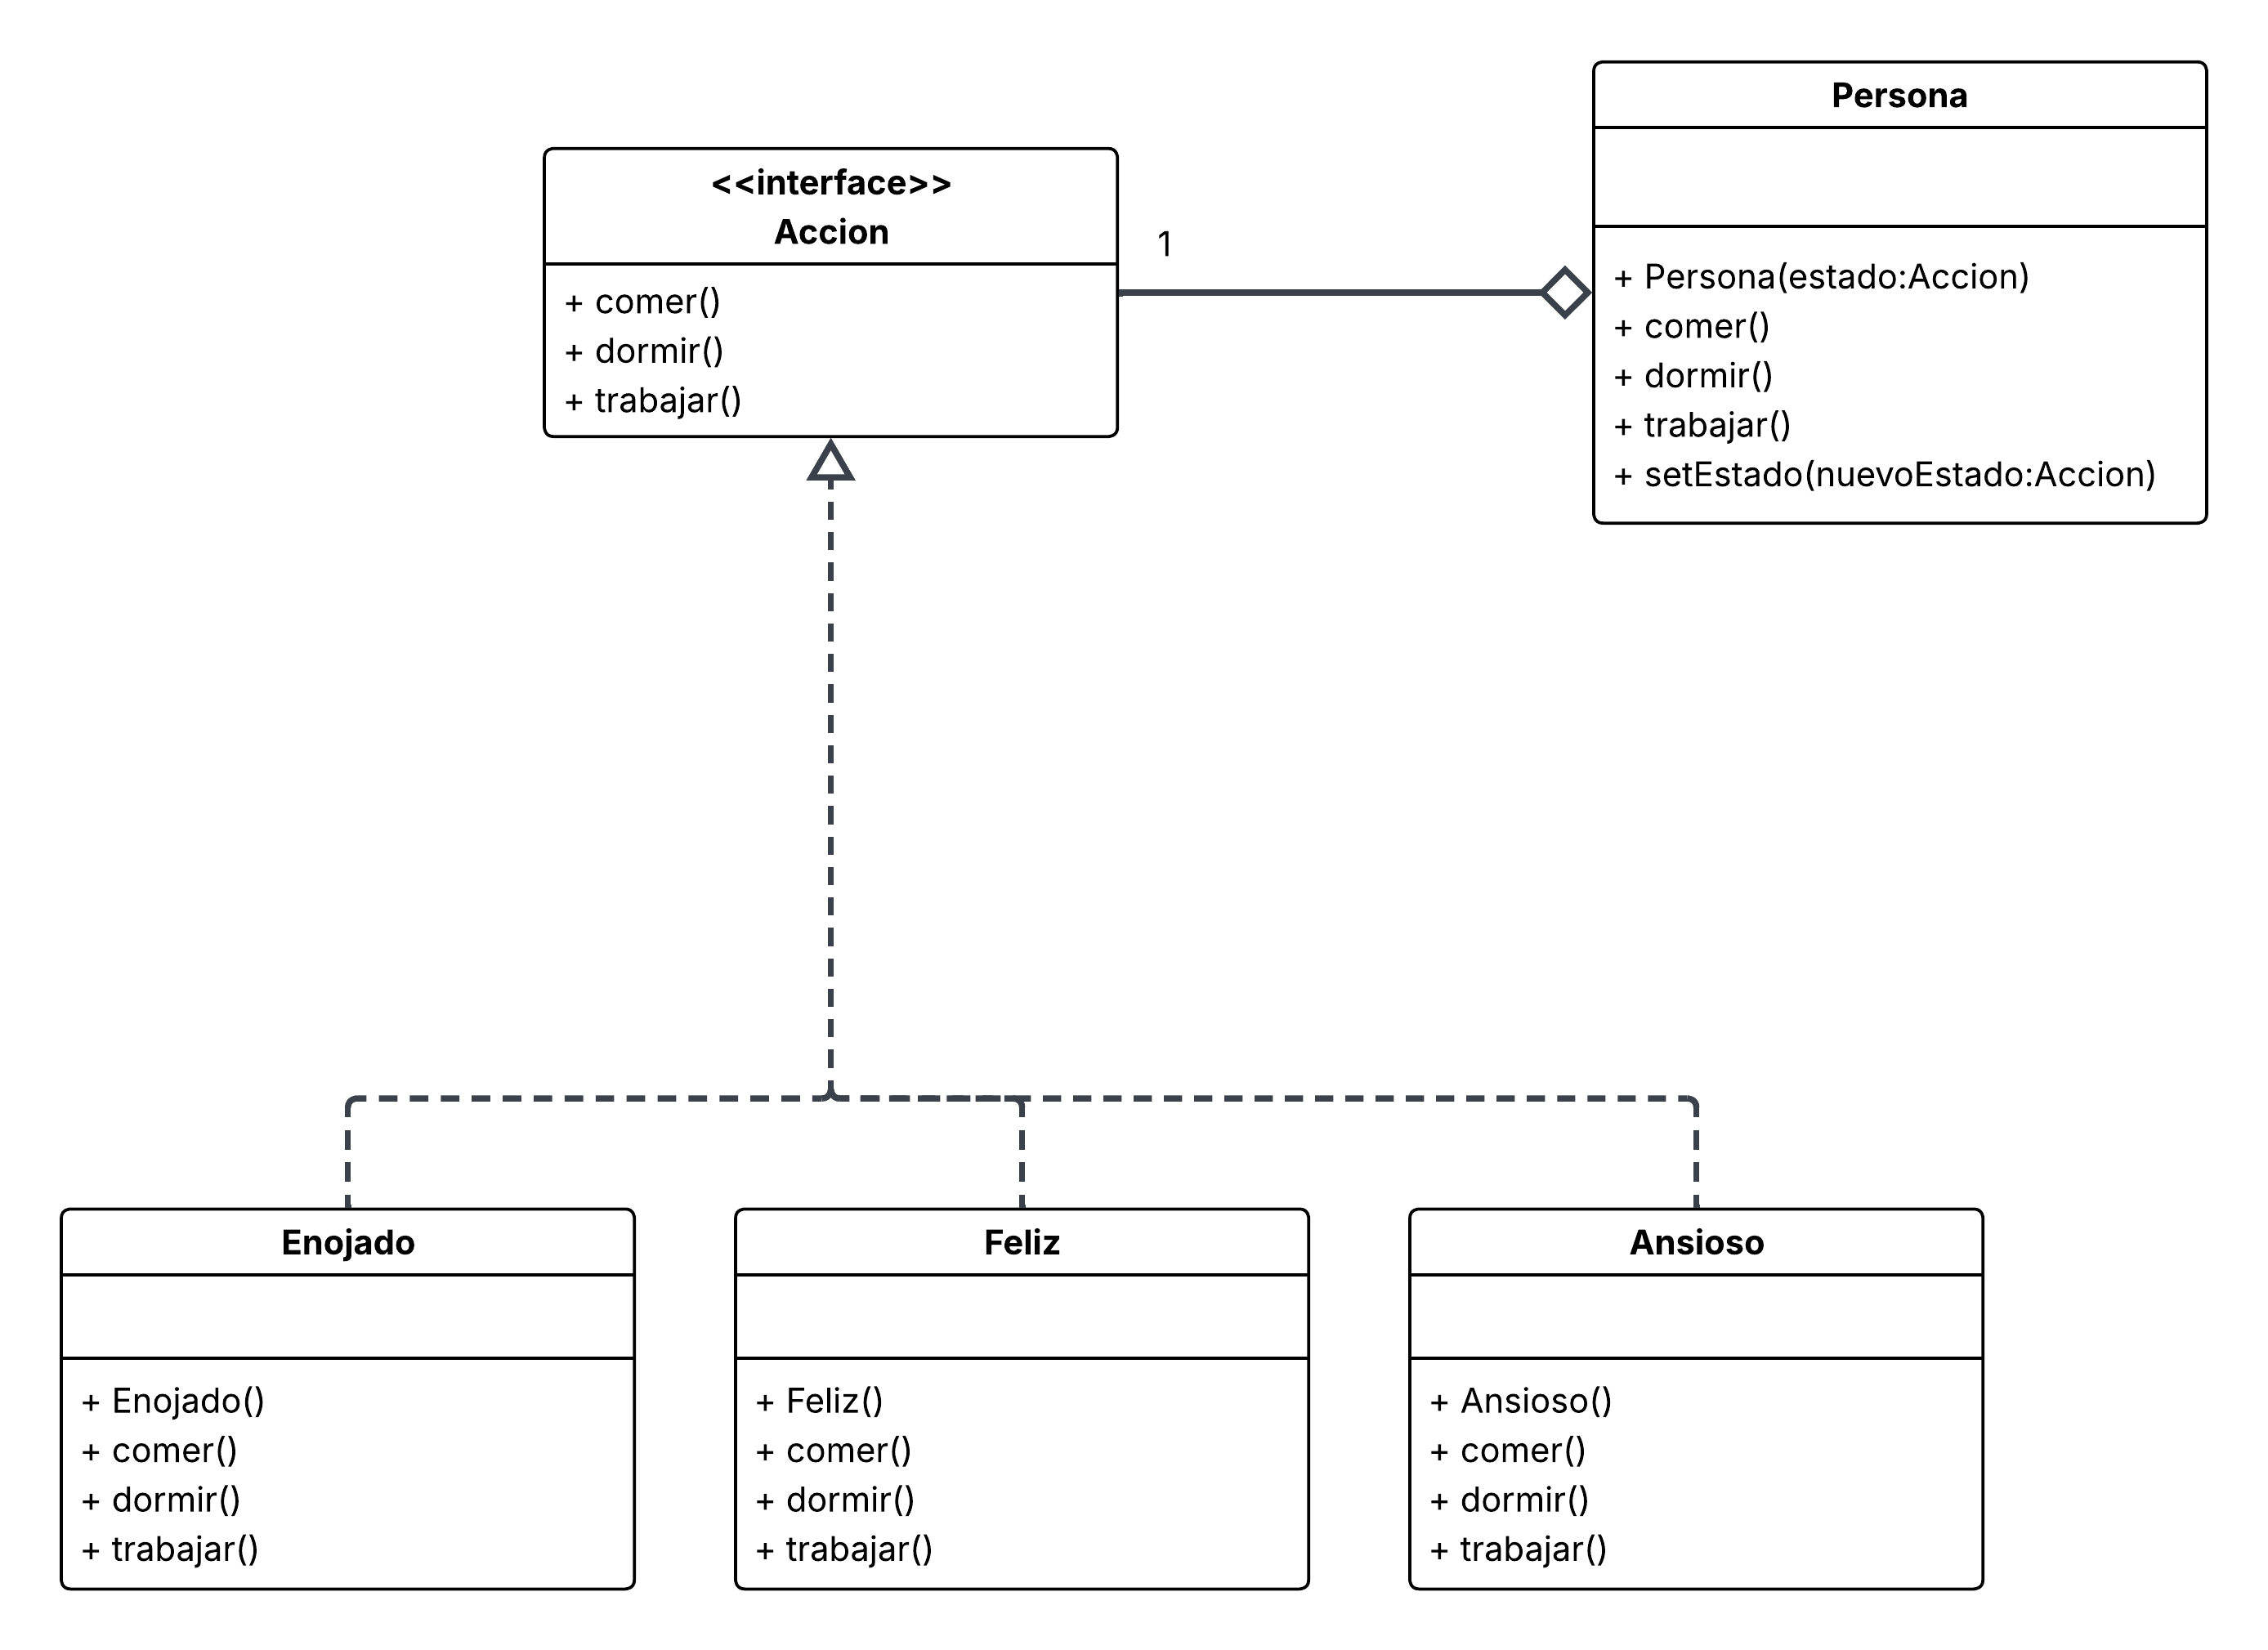 <<interface>>
Accion
+ comer()
+ dormir()
+ trabajar()
1
Persona
+ Persona(estado:Accion)
+ comer()
+ dormir()
+ trabajar()
+ setEstado(nuevoEstado:Accion)
Enojado
+ Enojado()
+ comer()
+ dormir()
+ trabajar()
Feliz
+ Feliz()
+ comer()
+ dormir()
+ trabajar()
Ansioso
+ Ansioso()
+ comer()
+ dormir()
+ trabajar()